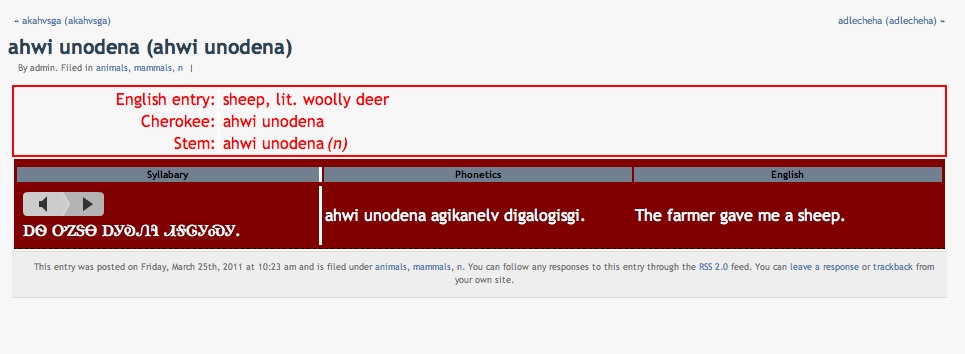 « akahvsga (akahvsga)
adlecheha (adlecheha) »
ahwi unodena (ahwi unodena)
By admin. Filed in animals, mammals, n |
English entry: sheep, lit. woolly deer
Cherokee: ahwi unodena
Stem: ahwi unodena (n)
Syllabary Phonetics English
ᎠᏫ ᎤᏃᏕᎾ ᎠᎩᎧᏁᎸ ᏗᎦᎶᎩᏍᎩ.
ahwi unodena agikanelv digalogisgi.
The farmer gave me a sheep.
This entry was posted on Friday, March 25th, 2011 at 10:23 am and is filed under animals, mammals, n. You can follow any responses to this entry through the RSS 2.0 feed. You can leave a response or trackback from
your own site.